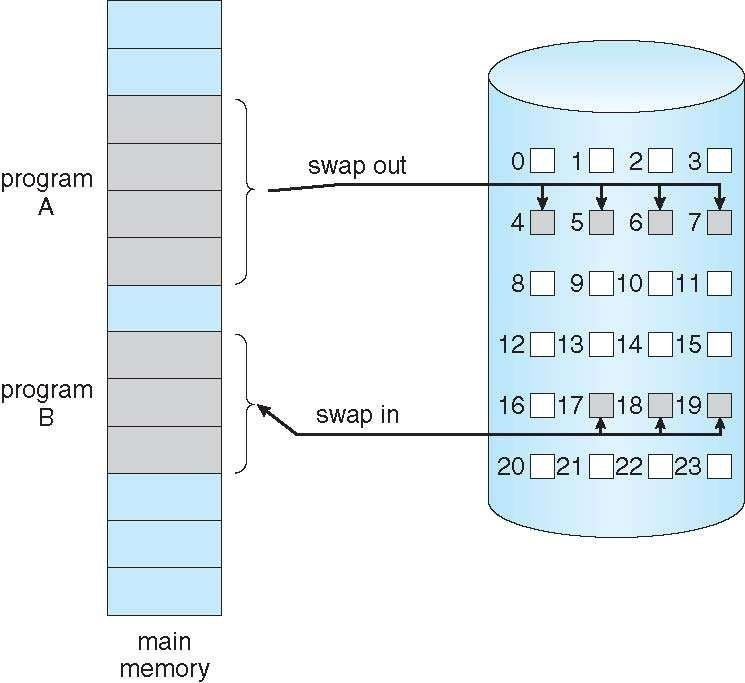 swap out
program
A
0 1 2 3
4 5 6 7
8 9 10 11
program
B
swap in
12 13 14 15
16 17 18 19
20 21 22 23
main
memory